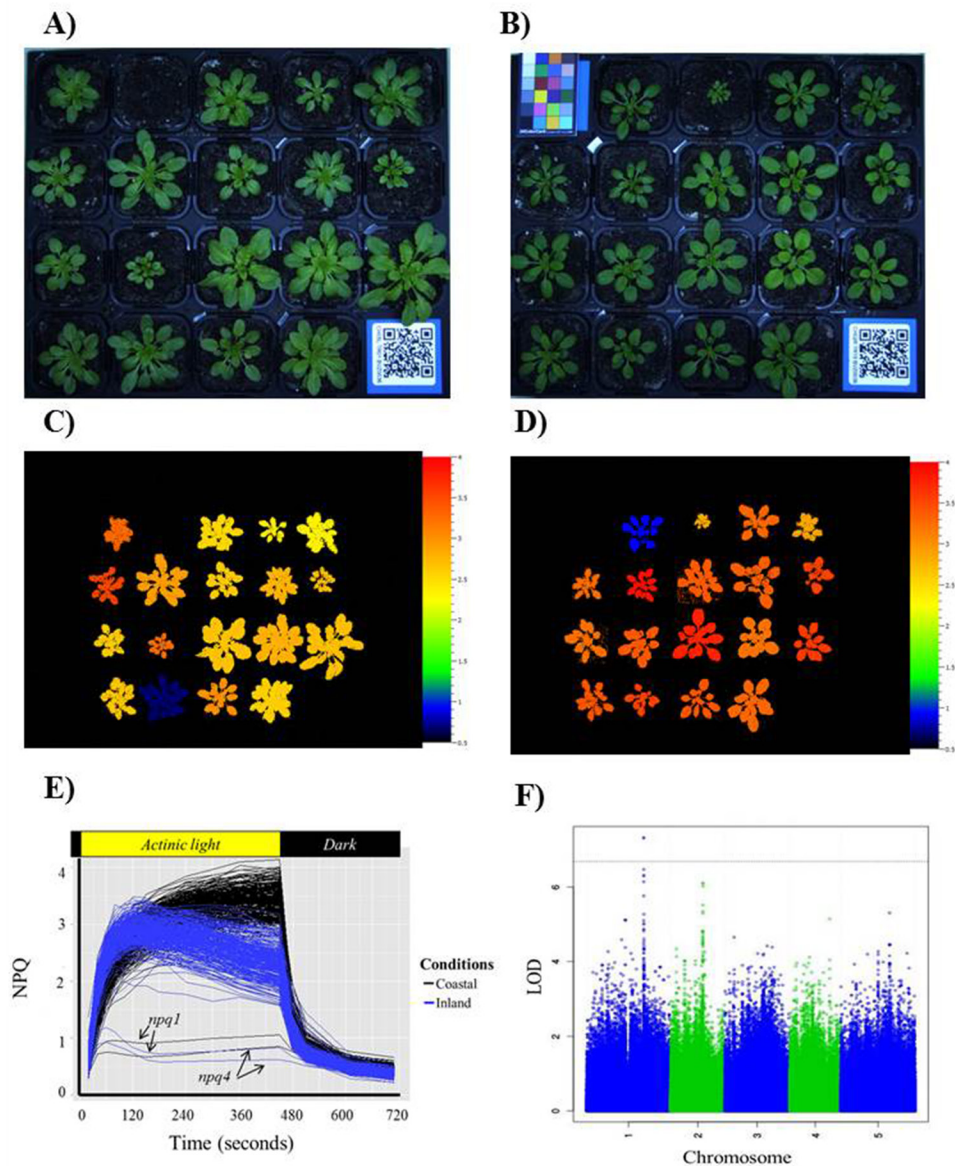 A)
B)
C)
D)
4
3.5
3
2.5
2
1.5
1
0.5
4
3.5
3
2.5
2
1.5
1
0.5
E)
F)
Actinic light
Dark
4
3
2
1
0
NPQ
npq1
npq4
Conditions
Coastal
Inland
0
120
240
360
480
600
720
Time (seconds)
LOD
6
4
2
0
1
2
3
4
5
Chromosome